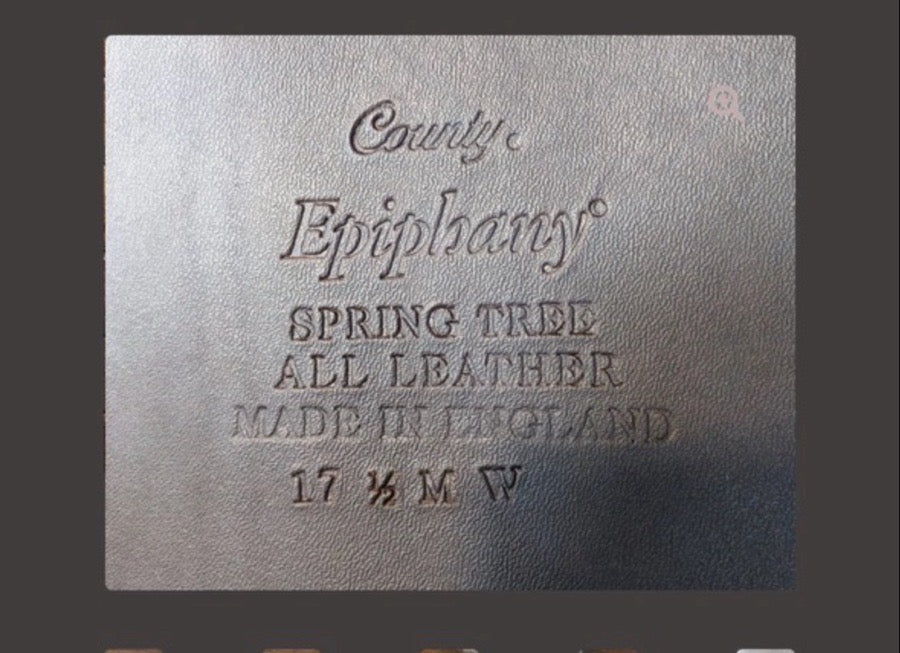 County.
Epiphany®
SPRING TREE
ALL LEATHER
MADE IN ENGLAND
17 ½ M W